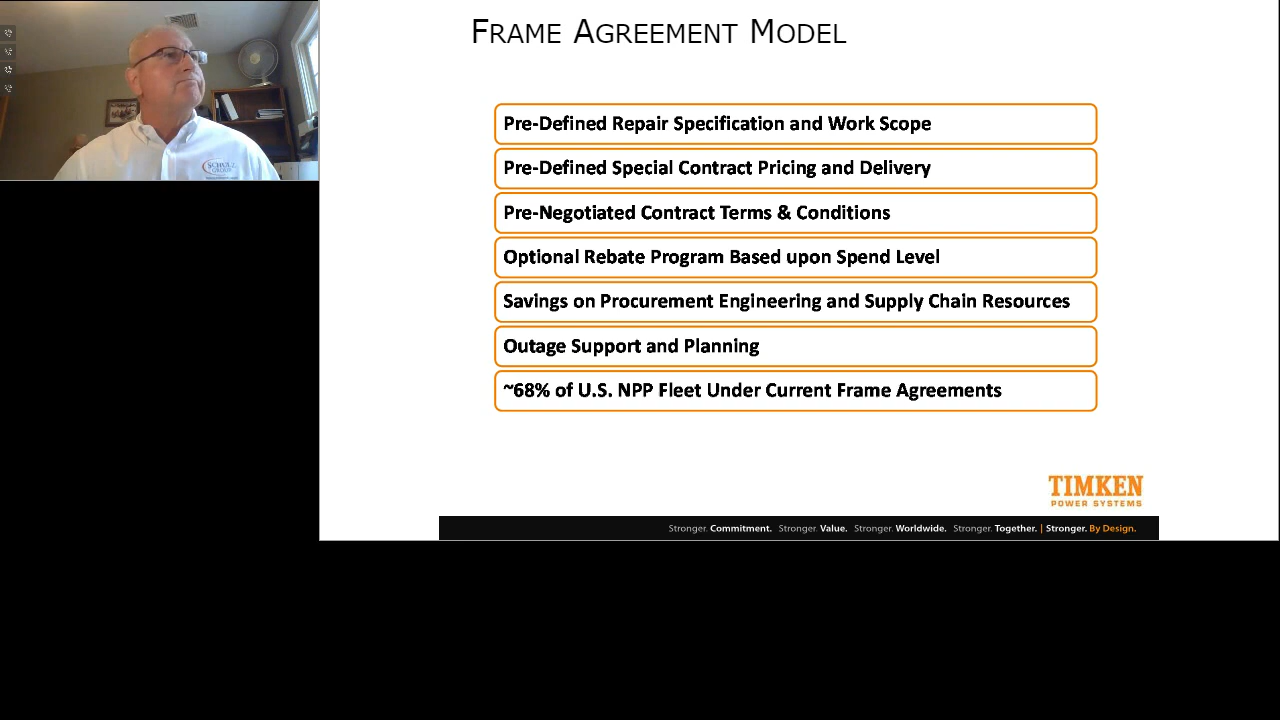 FRAME AGREEMENT MODEL
Pre-Defined Repair Specification and Work Scope
Pre-Defined Special Contract Pricing and Delivery
Pre-Negotiated Contract Terms & Conditions
Optional Rebate Program Based upon Spend Level
Savings on Procurement Engineering and Supply Chain Resources
Outage Support and Planning
~68% of U.S. NPP Fleet Under Current Frame Agreements
TIMKEN
POWER SYSTEMS
Stronger. Commitment. Stronger. Value. Stronger. Worldwide. Stronger. Together. | Stronger. By Design.
SCHULZ
GROUP